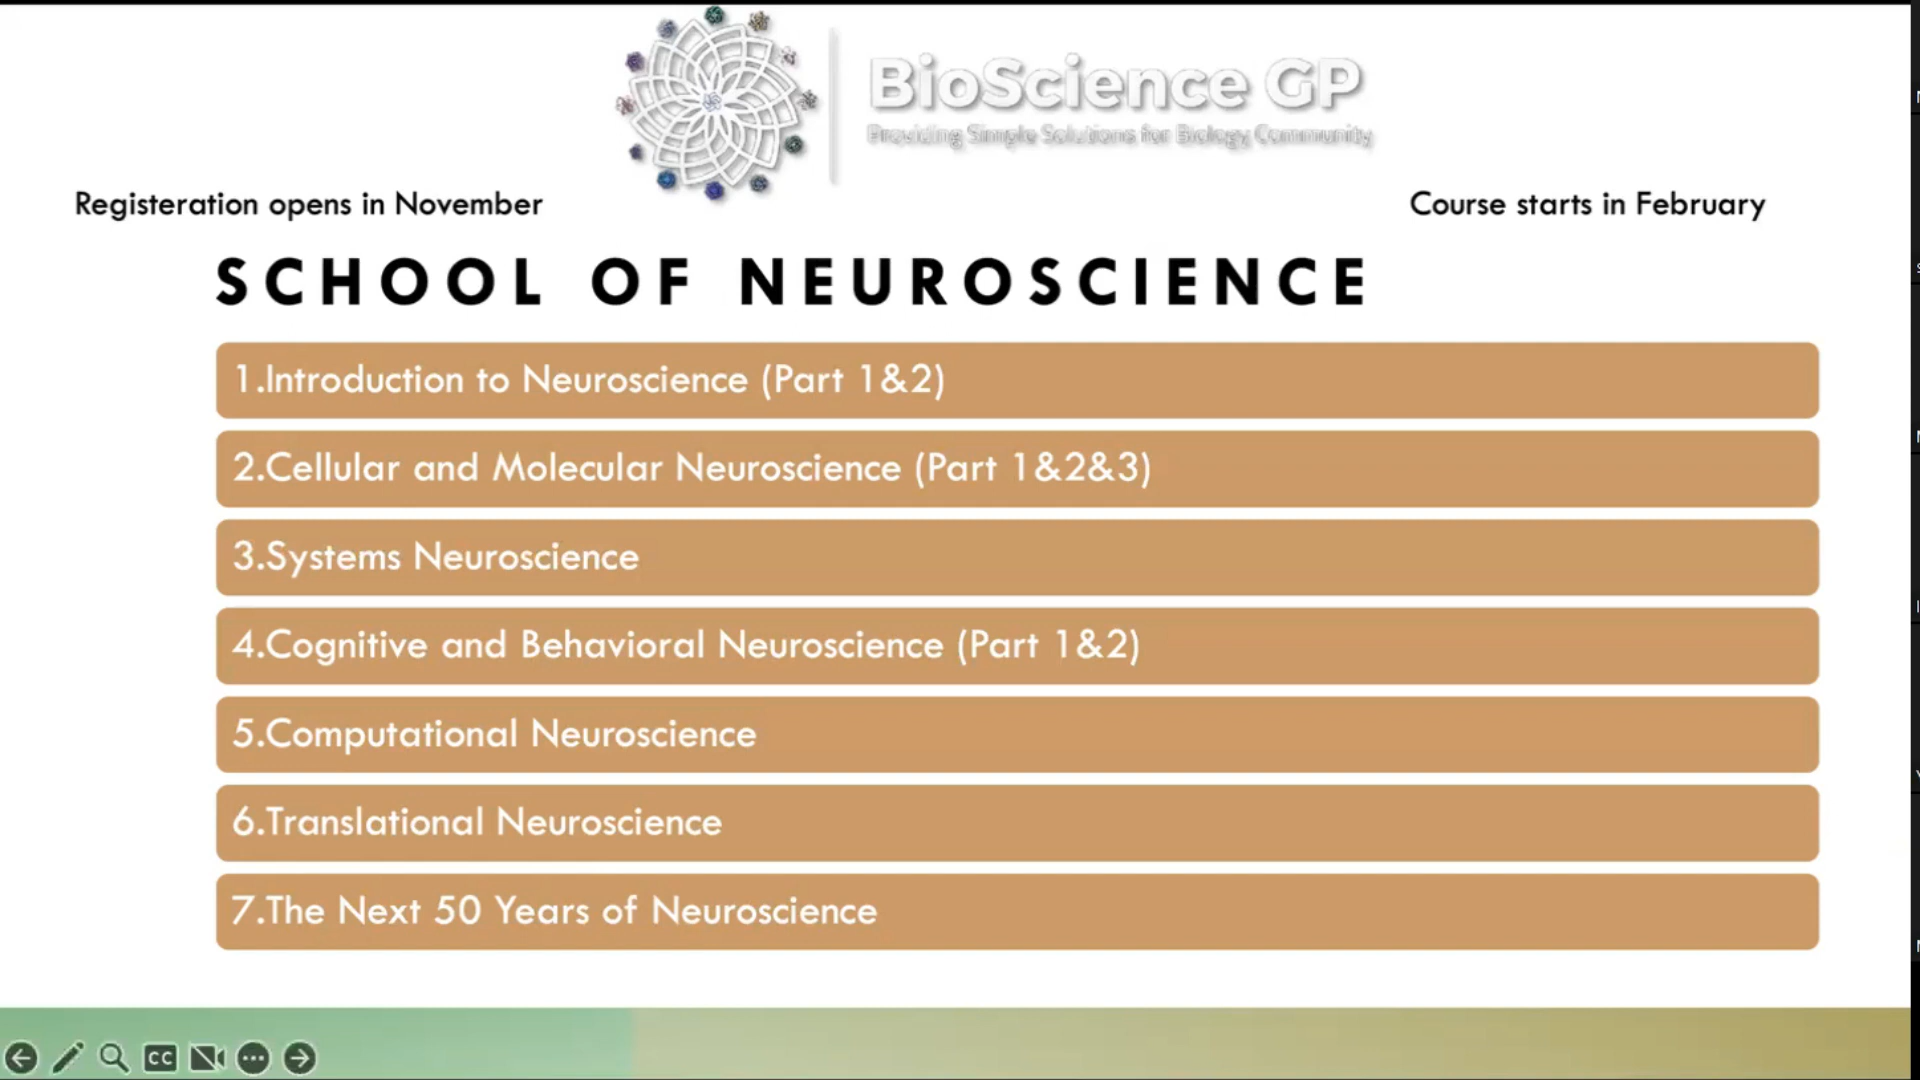 BioScience GP
Providing Simple Solutions for Biology Community
Registeration opens in November
Course starts in February
SCHOOL OF NEUROSCIENCE
1.Introduction to Neuroscience (Part 1&2)
2.Cellular and Molecular Neuroscience (Part 1&2&3)
3.Systems Neuroscience
4.Cognitive and Behavioral Neuroscience (Part 1&2)
5.Computational Neuroscience
6.Translational Neuroscience
7.The Next 50 Years of Neuroscience
CC